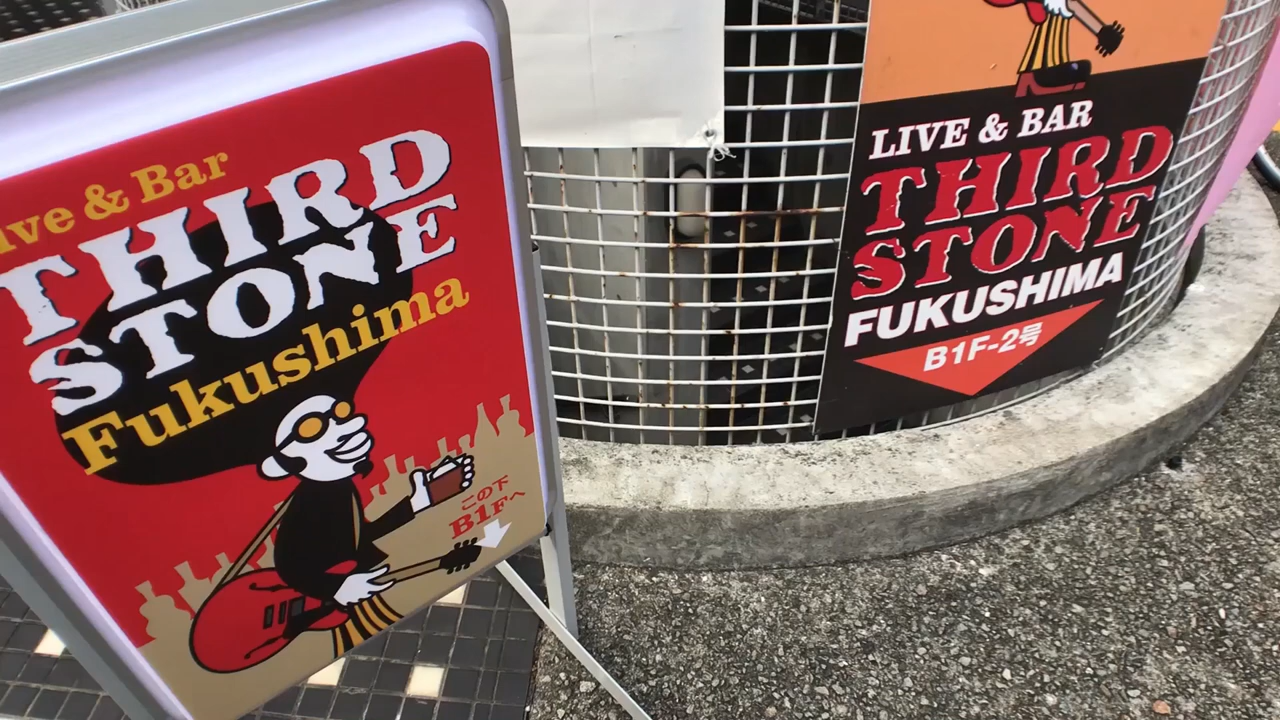 Live & Bar
THIRD
STONE
Fukushima
この下
B1Fへ
LIVE & BAR
THIRD
STONE
FUKUSHIMA
B1F-2号